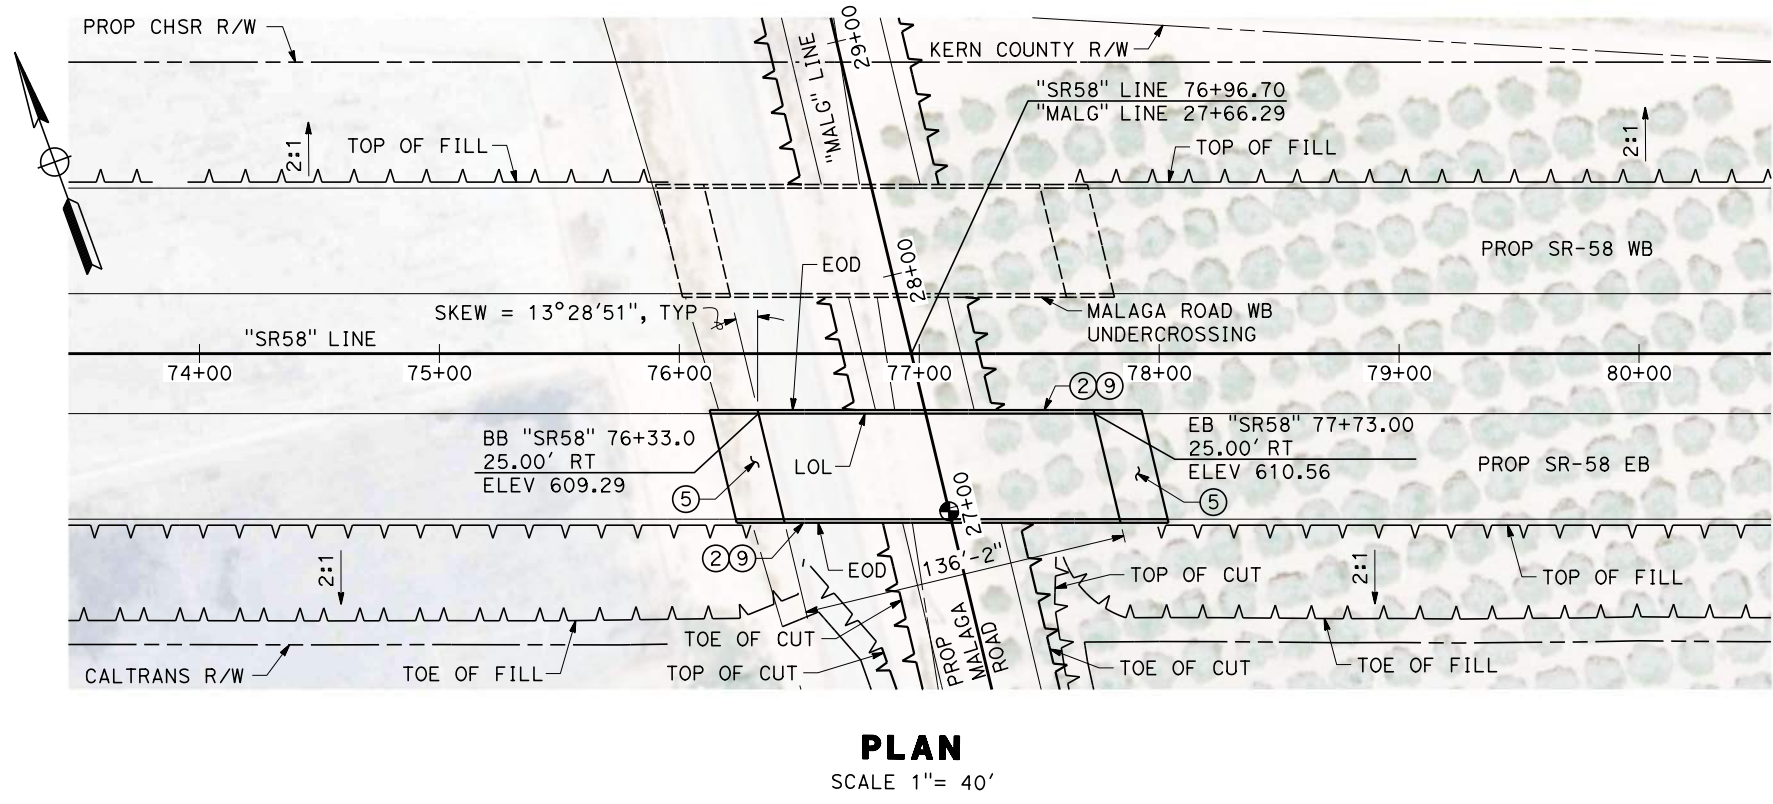 PROP CHSR R/W
29+00
"MALG" LINE
KERN COUNTY R/W
"SR58" LINE 76+96.70
"MALG" LINE 27+66.29
2:1
TOP OF FILL
TOP OF FILL
2:1
PROP SR-58 WB
EOD
28+00
SKEW = 13°28'51", TYP
MALAGA ROAD WB
UNDERCROSSING
"SR58" LINE
74+00
75+00
76+00
77+00
78+00
79+00
80+00
2 9
BB "SR58" 76+33.0
25.00' RT
ELEV 609.29
EB "SR58" 77+73.00
25.00' RT
ELEV 610.56
LOL
PROP SR-58 EB
5
5
27+00
2 9
EOD
136'-2"
2:1
2:1
TOP OF CUT
TOP OF FILL
TOE OF CUT
PROP
MALAGA
ROAD
CALTRANS R/W
TOE OF FILL
TOP OF CUT
TOE OF CUT
TOE OF FILL
PLAN
SCALE 1"= 40'